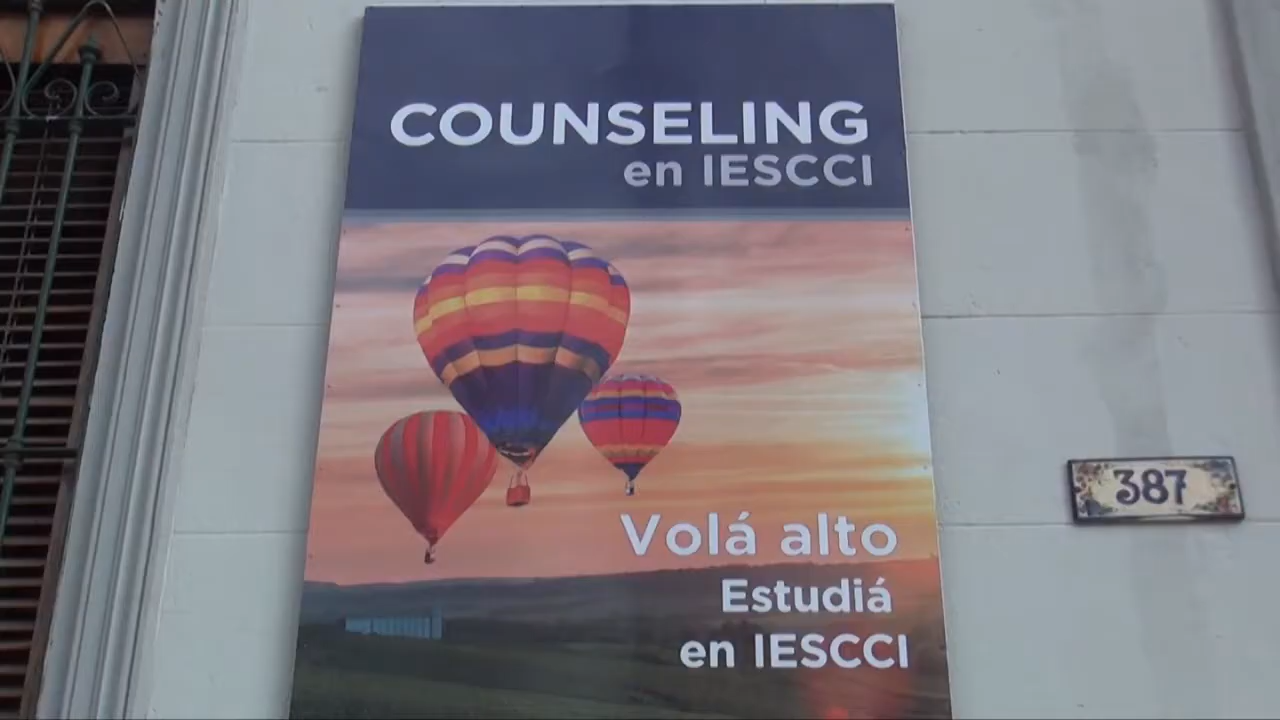 COUNSELING
en IESCCI
Volá alto
Estudiá
en IESCCI
387